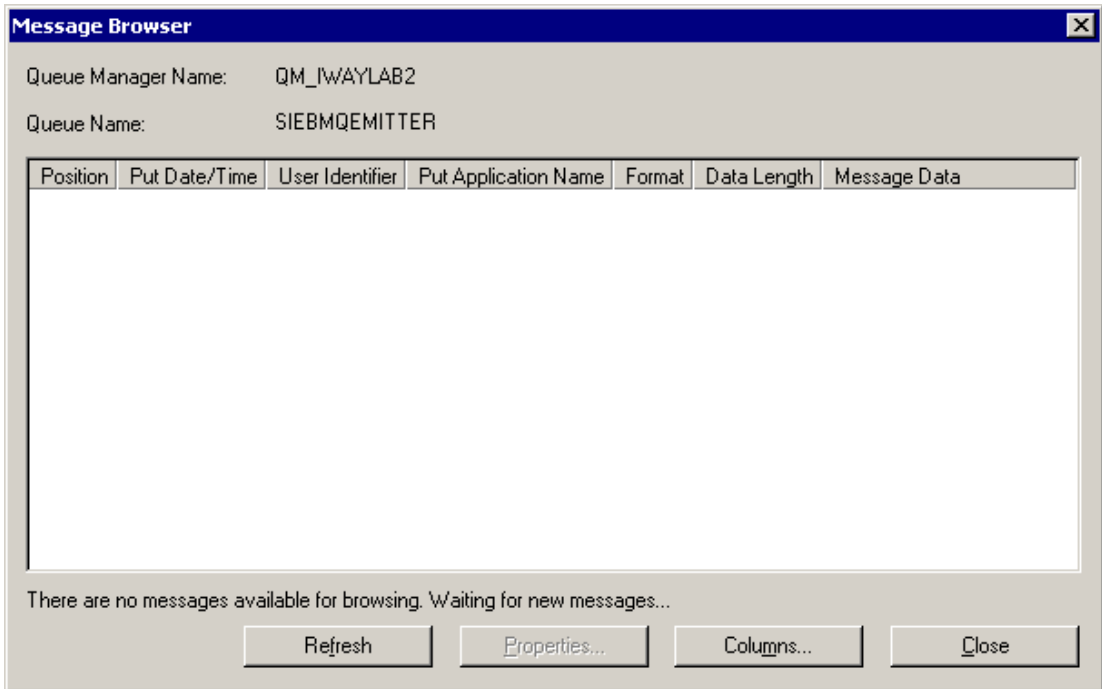 Message Browser
Queue Manager Name: QM_IWAYLAB2
Queue Name: SIEBMQEMITTER
Position Put Date/Time User Identifier Put Application Name Format Data Length Message Data
There are no messages available for browsing. Waiting for new messages...
Refresh Properties... Columns... Close